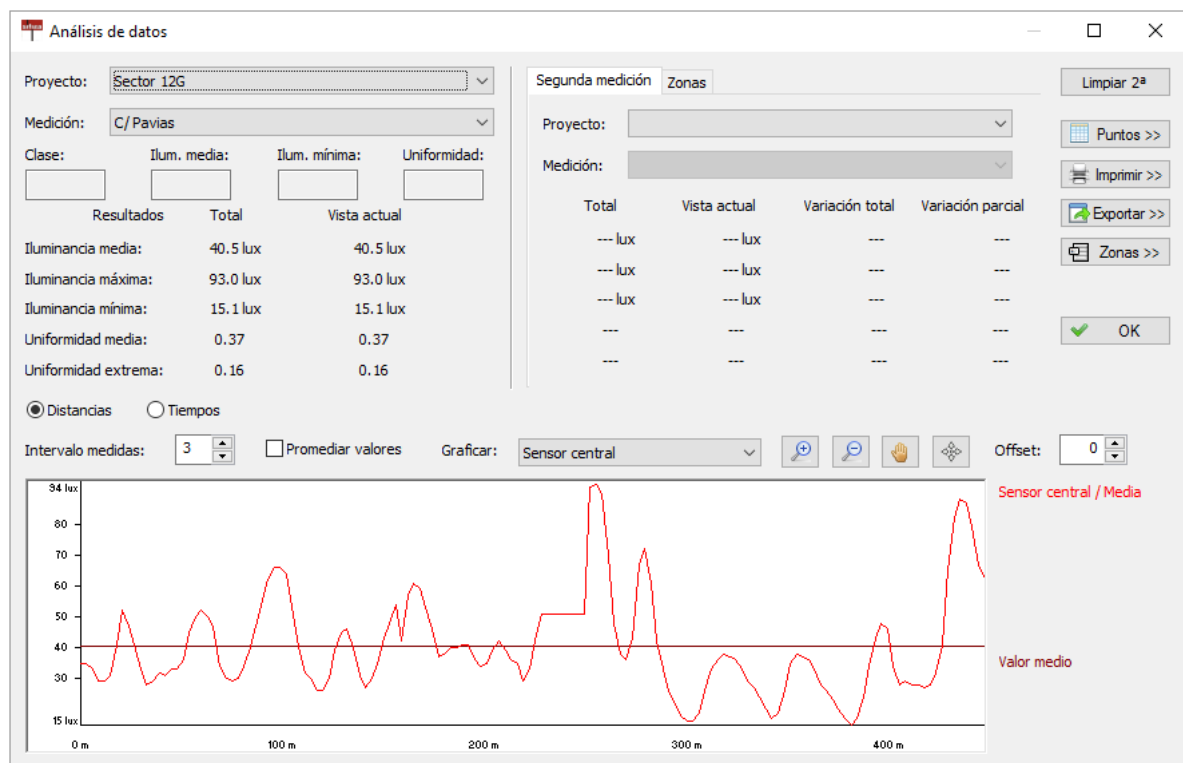 Análisis de datos
Proyecto: Sector 12G
Medición: C/ Pavias
Clase: Ilum. media: Ilum. mínima: Uniformidad:
Resultados Total Vista actual
Iluminancia media: 40.5 lux 40.5 lux
Iluminancia máxima: 93.0 lux 93.0 lux
Iluminancia mínima: 15.1 lux 15.1 lux
Uniformidad media: 0.37 0.37
Uniformidad extrema: 0.16 0.16
Segunda medición Zonas
Proyecto:
Medición:
Total Vista actual Variación total Variación parcial
--- lux --- lux --- ---
--- lux --- lux --- ---
--- lux --- lux --- ---
--- --- --- ---
--- --- --- ---
Limpiar 2ª
Puntos >>
Imprimir >>
Exportar >>
Zonas >>
OK
Distancias Tiempos
Intervalo medidas: 3 Promediar valores Graficar: Sensor central Offset: 0
94 lux
80
70
60
50
40
30
15 lux
0 m 100 m 200 m 300 m 400 m
Sensor central / Media
Valor medio